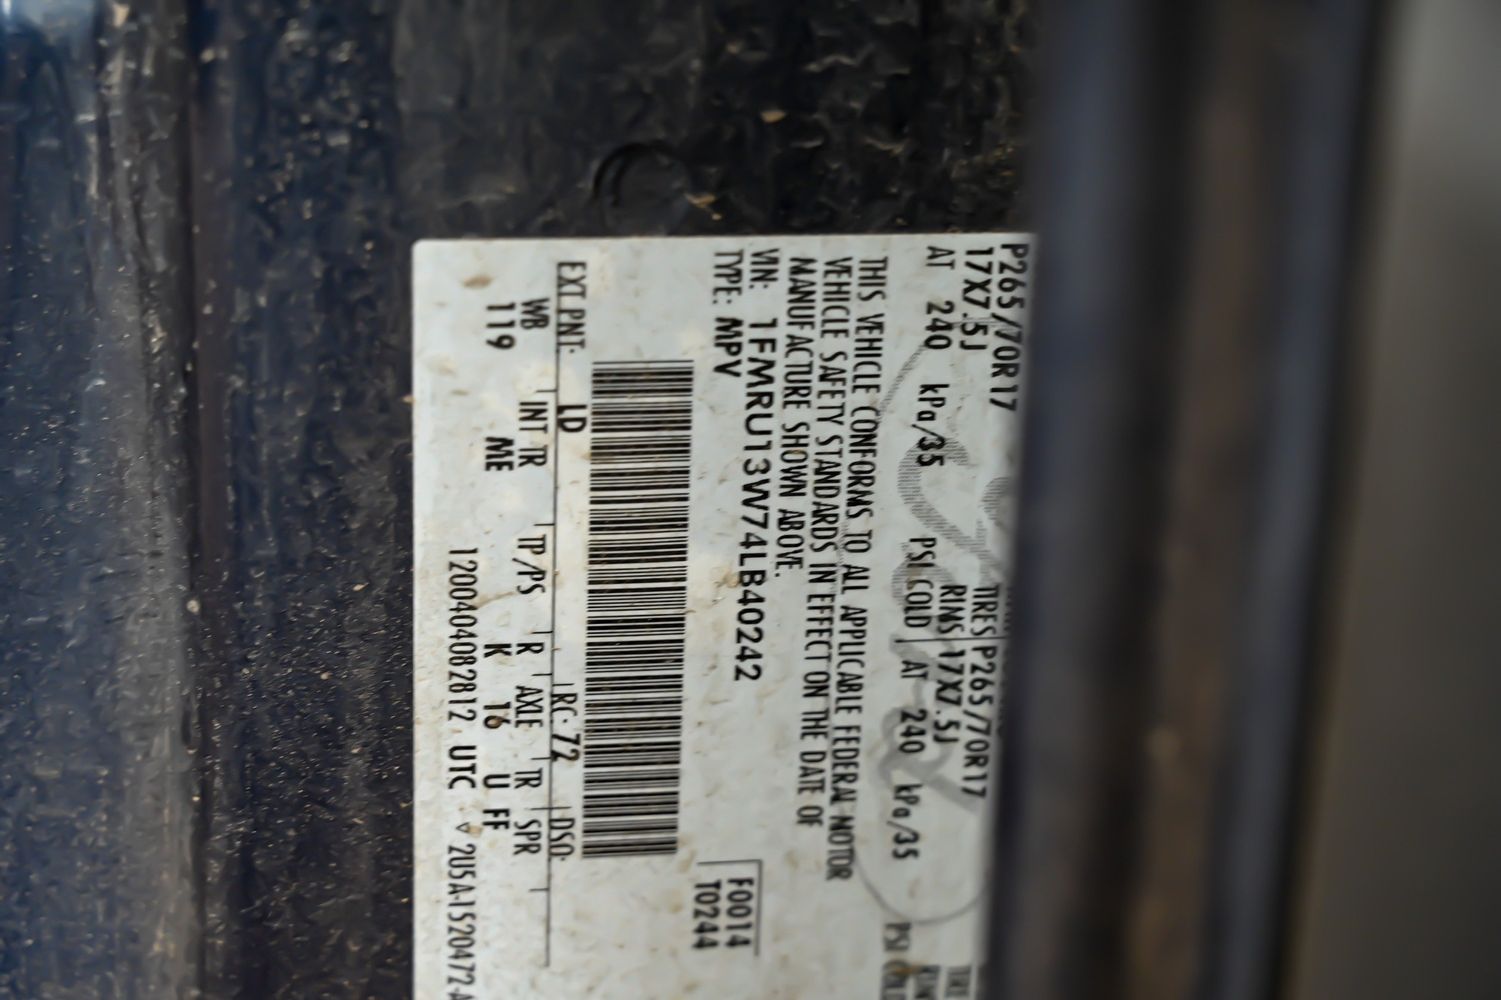 P265/70R17 TIRES P265/70R17
17X7.5J RIMS 17X7.5J
AT 240 kPa/35 PSI COLD AT 240 kPa/35 PSI
THIS VEHICLE CONFORMS TO ALL APPLICABLE FEDERAL MOTOR
VEHICLE SAFETY STANDARDS IN EFFECT ON THE DATE OF
MANUFACTURE SHOWN ABOVE.
VIN: 1FMRU13W74LB40242
TYPE: MPV
F0014
T0244
EXT PNT: LD RC: 72 DSO:
WB INT TR TP/PS R AXLE TR SPR
119 ME K 16 U FF
1200404082812 UTC ▽ 2U5A-1520472-A